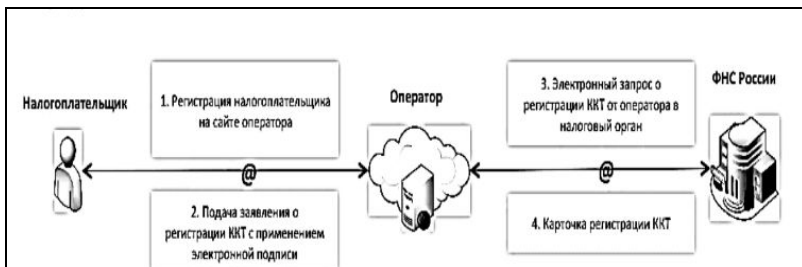 Налогоплательщик
1. Регистрация налогоплательщика
на сайте оператора
@
2. Подача заявления о
регистрации ККТ с применением
электронной подписи
Оператор
3. Электронный запрос о
регистрации ККТ от оператора в
налоговый орган
@
4. Карточка регистрации ККТ
ФНС России